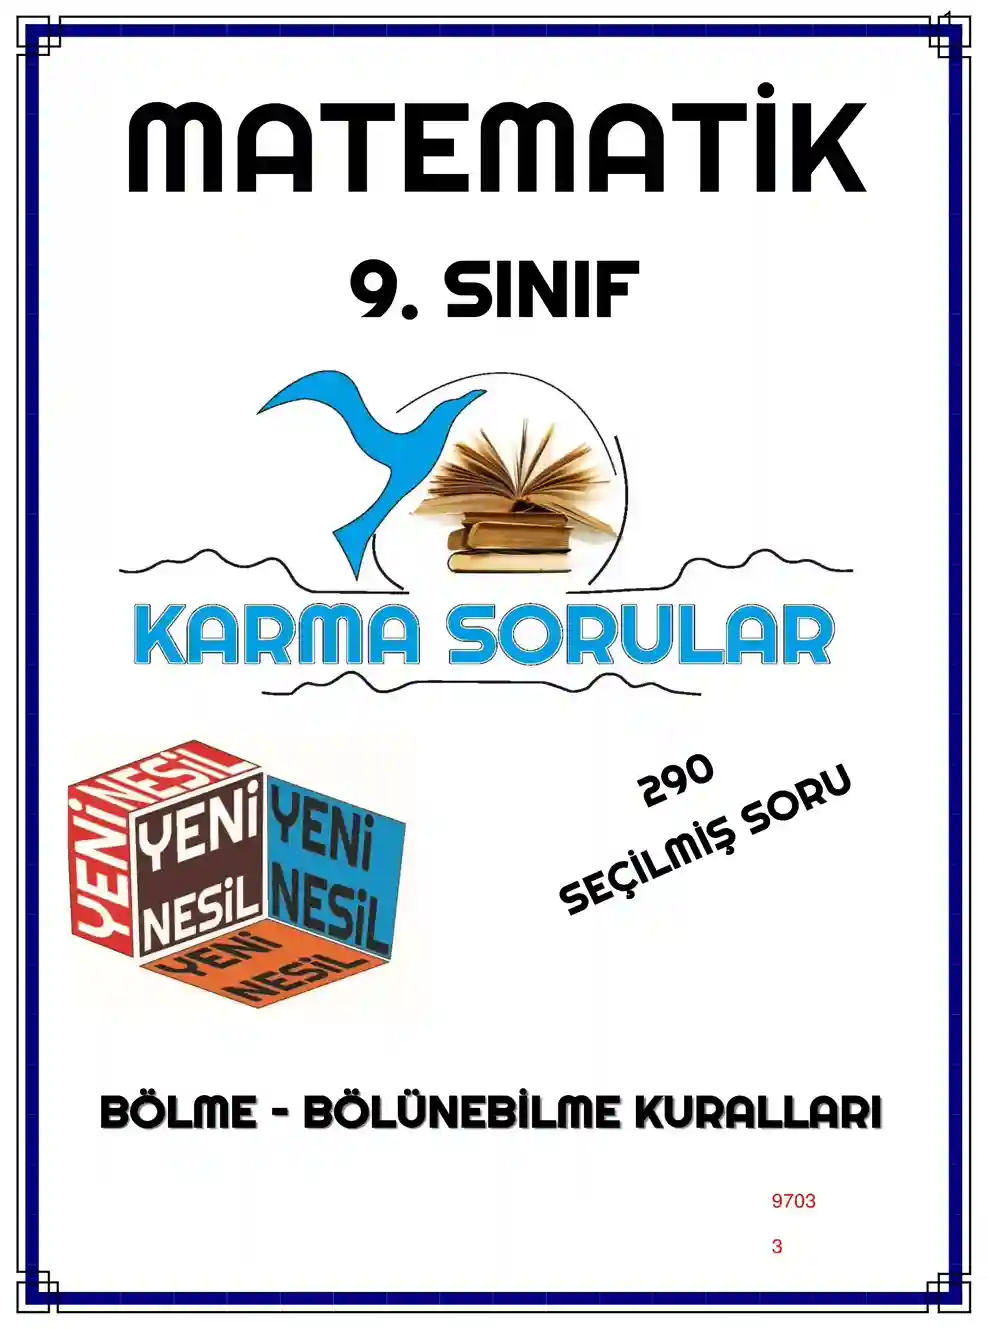 1
MATEMATİK
9. SINIF
KARMA SORULAR
YENİ NESİL
YENİ
NESİL
YENİ
NESİL
YENİ
NESİL
290
SEÇİLMİŞ SORU
BÖLME - BÖLÜNEBİLME KURALLARI
9703
3